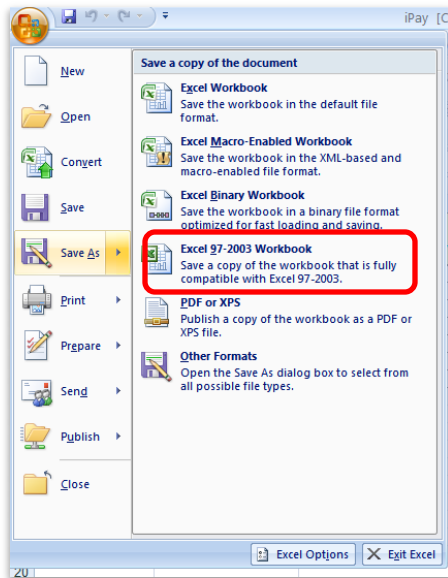 iPay [C
New
Open
Convert
Save
Save As
Print
Prepare
Send
Publish
Close
Save a copy of the document
Excel Workbook
Save the workbook in the default file
format.
Excel Macro-Enabled Workbook
Save the workbook in the XML-based and
macro-enabled file format.
Excel Binary Workbook
Save the workbook in a binary file format
optimized for fast loading and saving.
Excel 97-2003 Workbook
Save a copy of the workbook that is fully
compatible with Excel 97-2003.
PDF or XPS
Publish a copy of the workbook as a PDF or
XPS file.
Other Formats
Open the Save As dialog box to select from
all possible file types.
Excel Options
Exit Excel
20